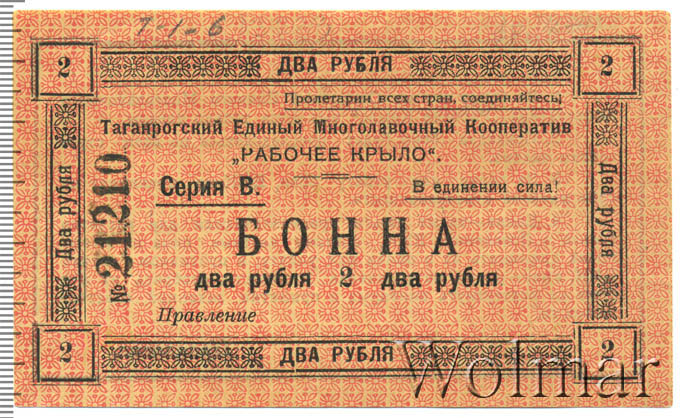 7-1-6
2 ДВА РУБЛЯ 2
Пролетарии всех стран, соединяйтесь!
Таганрогский Единый Многолавочный Кооператив
„РАБОЧЕЕ КРЫЛО“.
Серия В.
В единении сила!
БОННА
два рубля 2 два рубля
Правление
№ 21210
Два рубля
Два рубля
2 ДВА РУБЛЯ 2
Wolmar